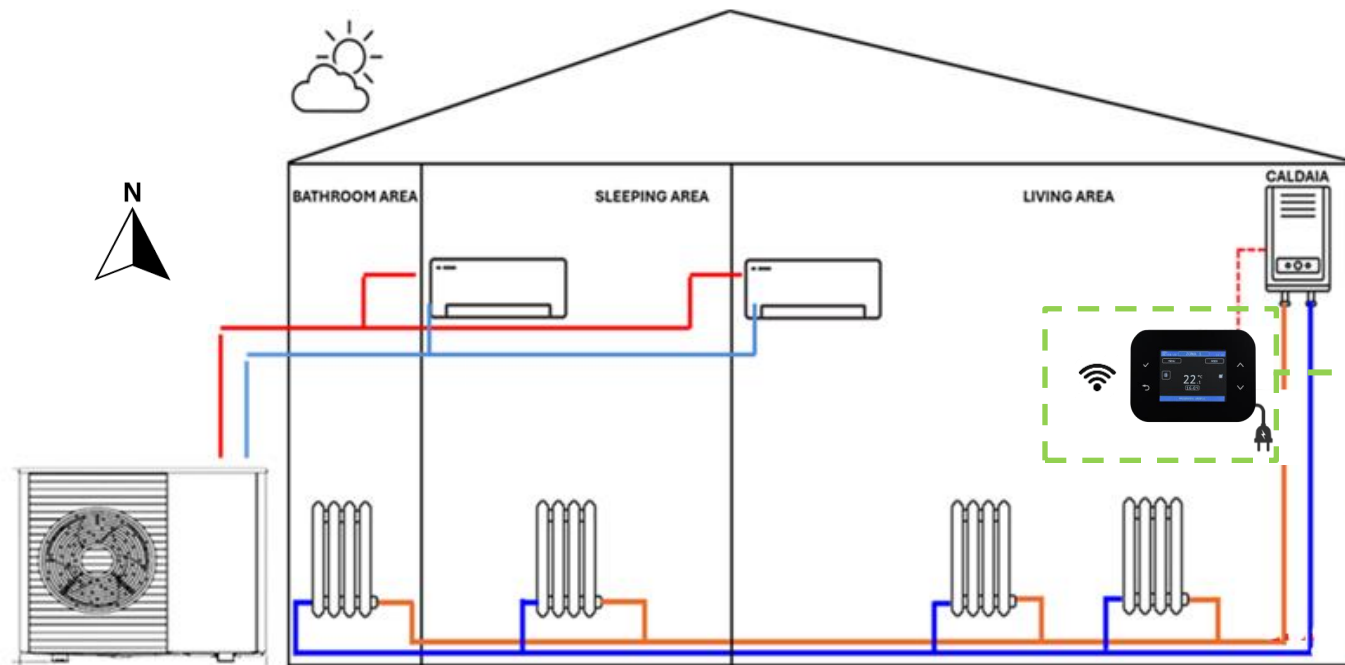 N
BATHROOM AREA
SLEEPING AREA
LIVING AREA
CALDAIA
22